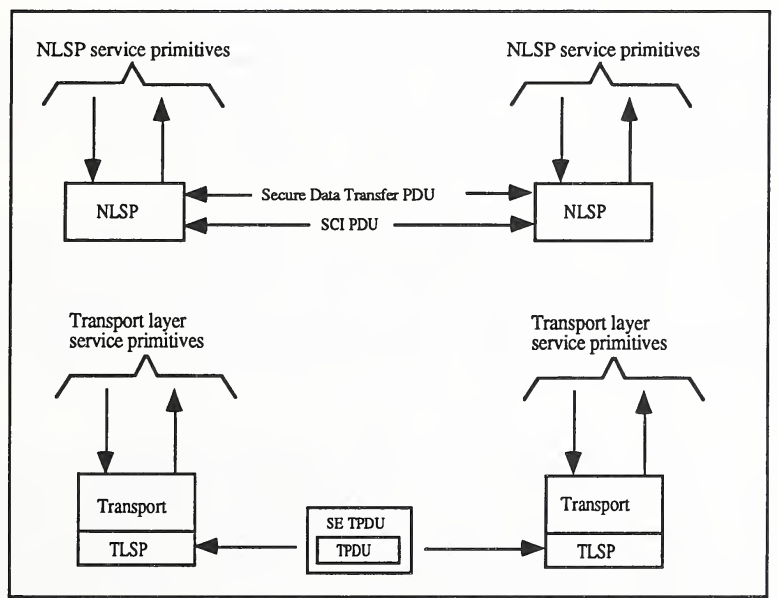 NLSP service primitives
NLSP service primitives
Secure Data Transfer PDU
NLSP
NLSP
SCI PDU
Transport layer
service primitives
Transport layer
service primitives
Transport
Transport
SE TPDU
TPDU
TLSP
TLSP